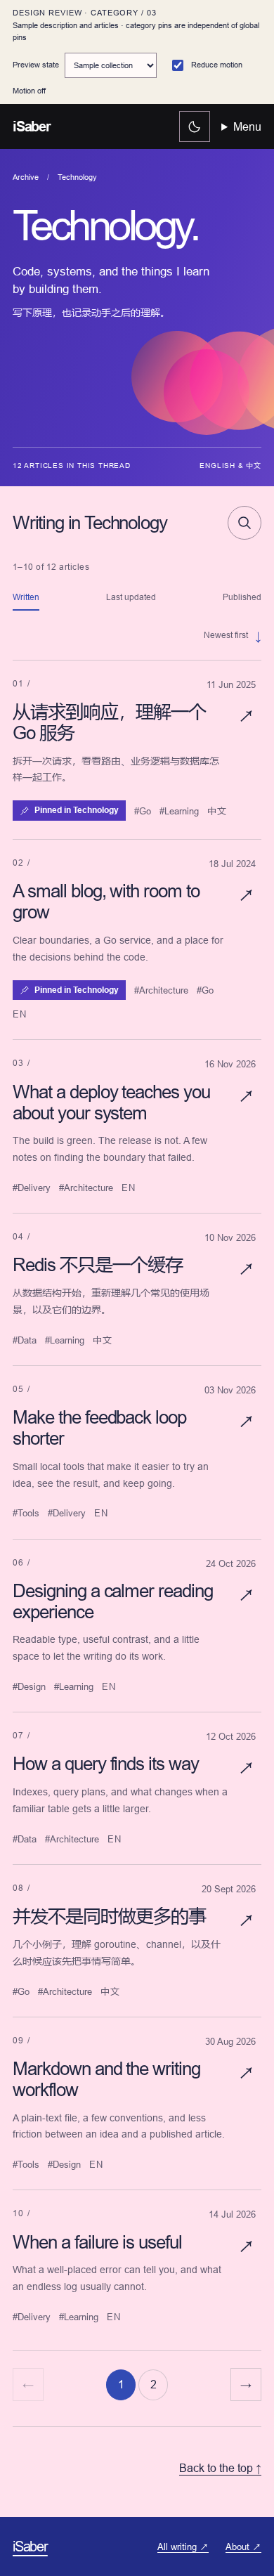 DESIGN REVIEW · CATEGORY / 03
Sample description and articles · category pins are independent of global
pins
Preview state Sample collection Reduce motion
Motion off
iSaber Menu
Archive / Technology
Technology.
Code, systems, and the things I learn
by building them.
写下原理，也记录动手之后的理解。
12 ARTICLES IN THIS THREAD ENGLISH & 中文
Writing in Technology
1–10 of 12 articles
Written Last updated Published
Newest first ↓
01 / 11 Jun 2025
从请求到响应，理解一个
Go 服务
↗
拆开一次请求，看看路由、业务逻辑与数据库怎
样一起工作。
Pinned in Technology #Go #Learning 中文
02 / 18 Jul 2024
A small blog, with room to
grow
↗
Clear boundaries, a Go service, and a place for
the decisions behind the code.
Pinned in Technology #Architecture #Go
EN
03 / 16 Nov 2026
What a deploy teaches you
about your system
↗
The build is green. The release is not. A few
notes on finding the boundary that failed.
#Delivery #Architecture EN
04 / 10 Nov 2026
Redis 不只是一个缓存
↗
从数据结构开始，重新理解几个常见的使用场
景，以及它们的边界。
#Data #Learning 中文
05 / 03 Nov 2026
Make the feedback loop
shorter
↗
Small local tools that make it easier to try an
idea, see the result, and keep going.
#Tools #Delivery EN
06 / 24 Oct 2026
Designing a calmer reading
experience
↗
Readable type, useful contrast, and a little
space to let the writing do its work.
#Design #Learning EN
07 / 12 Oct 2026
How a query finds its way
↗
Indexes, query plans, and what changes when a
familiar table gets a little larger.
#Data #Architecture EN
08 / 20 Sept 2026
并发不是同时做更多的事
↗
几个小例子，理解 goroutine、channel，以及什
么时候应该先把事情写简单。
#Go #Architecture 中文
09 / 30 Aug 2026
Markdown and the writing
workflow
↗
A plain-text file, a few conventions, and less
friction between an idea and a published article.
#Tools #Design EN
10 / 14 Jul 2026
When a failure is useful
↗
What a well-placed error can tell you, and what
an endless log usually cannot.
#Delivery #Learning EN
← 1 2 →
Back to the top ↑
iSaber All writing ↗ About ↗